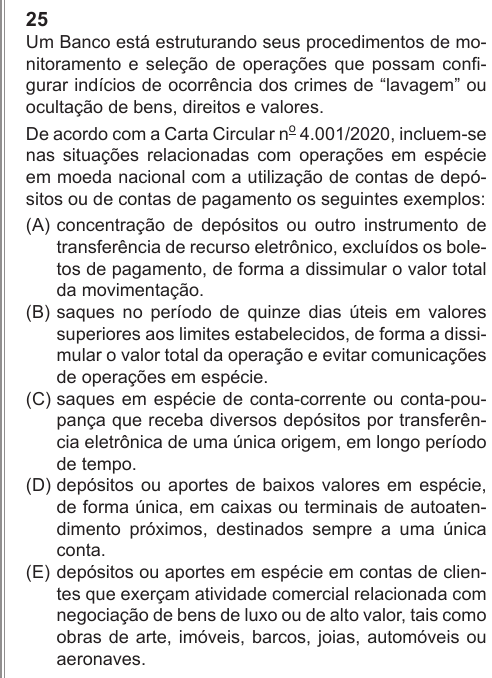 25
Um Banco está estruturando seus procedimentos de mo-
nitoramento e seleção de operações que possam confi-
gurar indícios de ocorrência dos crimes de “lavagem” ou
ocultação de bens, direitos e valores.
De acordo com a Carta Circular nº 4.001/2020, incluem-se
nas situações relacionadas com operações em espécie
em moeda nacional com a utilização de contas de depó-
sitos ou de contas de pagamento os seguintes exemplos:
(A) concentração de depósitos ou outro instrumento de
transferência de recurso eletrônico, excluídos os bole-
tos de pagamento, de forma a dissimular o valor total
da movimentação.
(B) saques no período de quinze dias úteis em valores
superiores aos limites estabelecidos, de forma a dissi-
mular o valor total da operação e evitar comunicações
de operações em espécie.
(C) saques em espécie de conta-corrente ou conta-pou-
pança que receba diversos depósitos por transferên-
cia eletrônica de uma única origem, em longo período
de tempo.
(D) depósitos ou aportes de baixos valores em espécie,
de forma única, em caixas ou terminais de autoaten-
dimento próximos, destinados sempre a uma única
conta.
(E) depósitos ou aportes em espécie em contas de clien-
tes que exerçam atividade comercial relacionada com
negociação de bens de luxo ou de alto valor, tais como
obras de arte, imóveis, barcos, joias, automóveis ou
aeronaves.